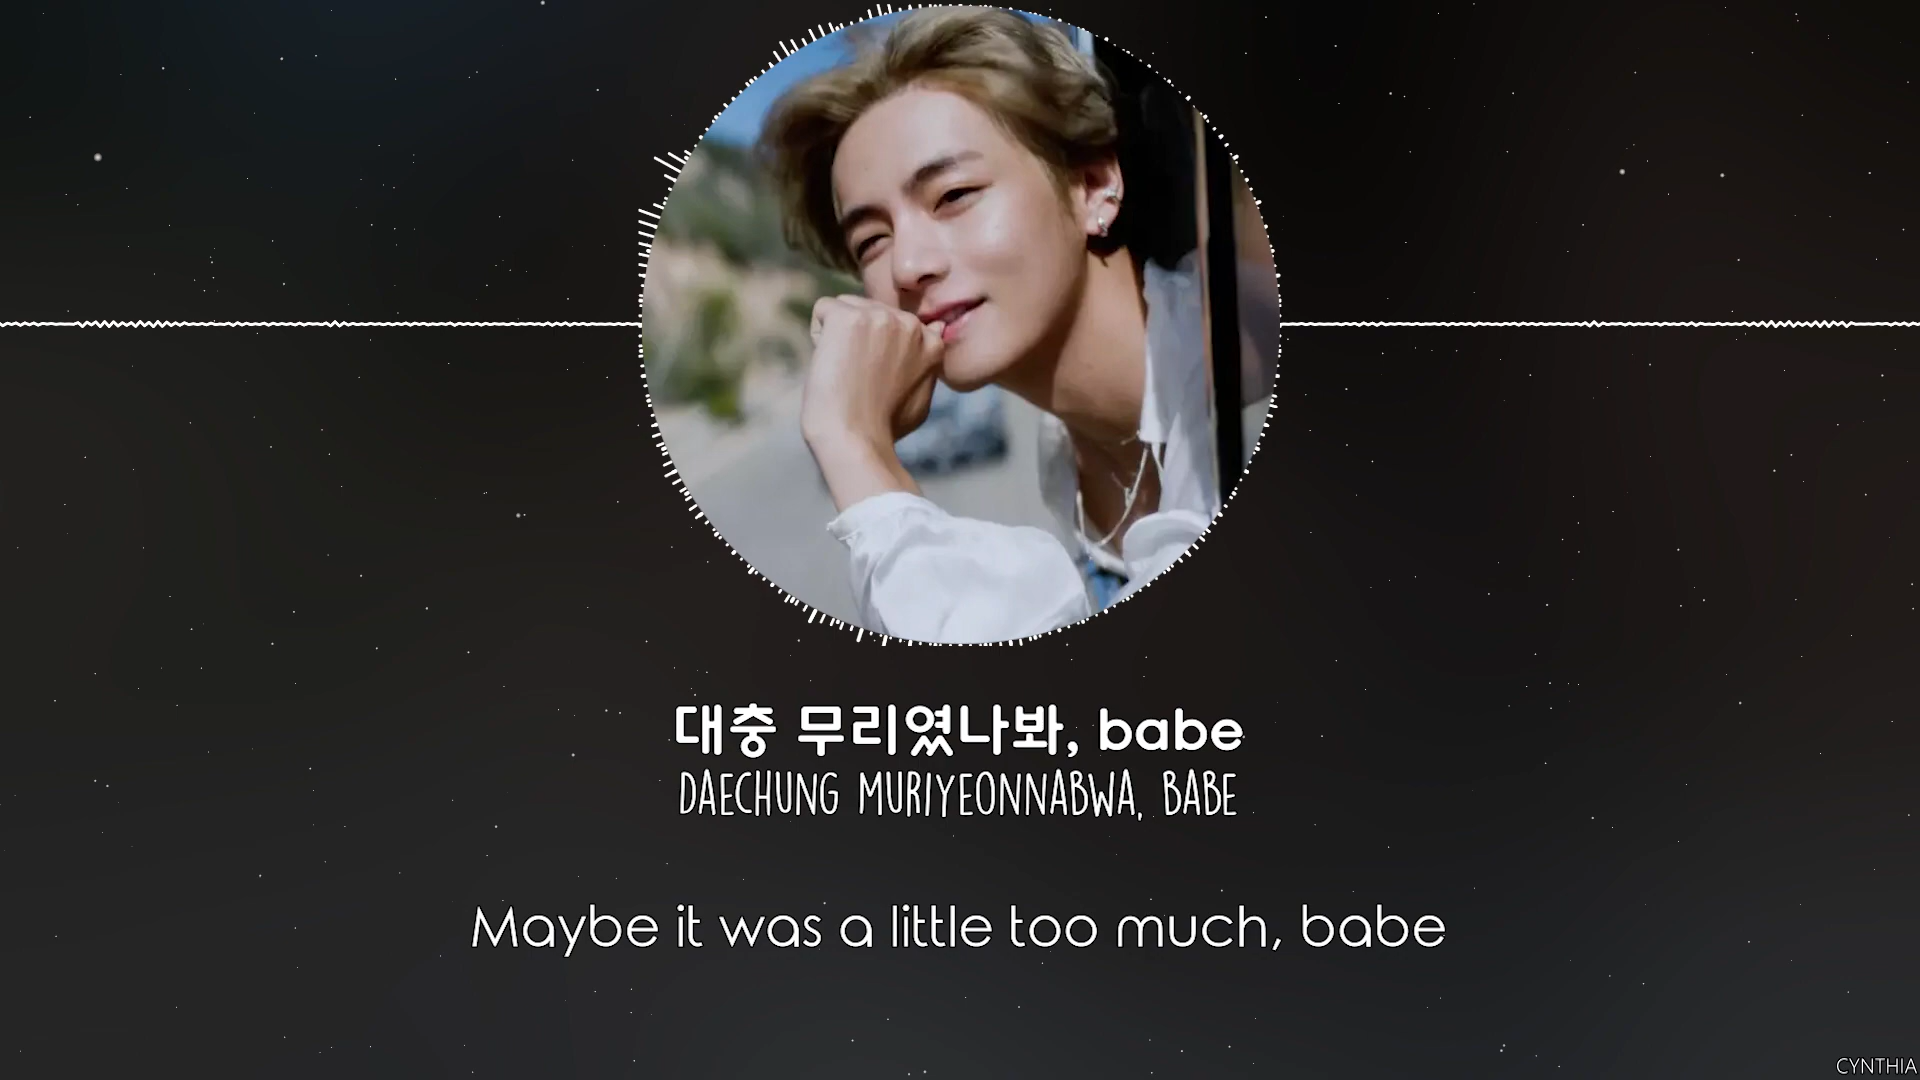 대충 무리였나봐, babe
DAECHUNG MURIYEONNABWA, BABE
Maybe it was a little too much, babe
CYNTHIA